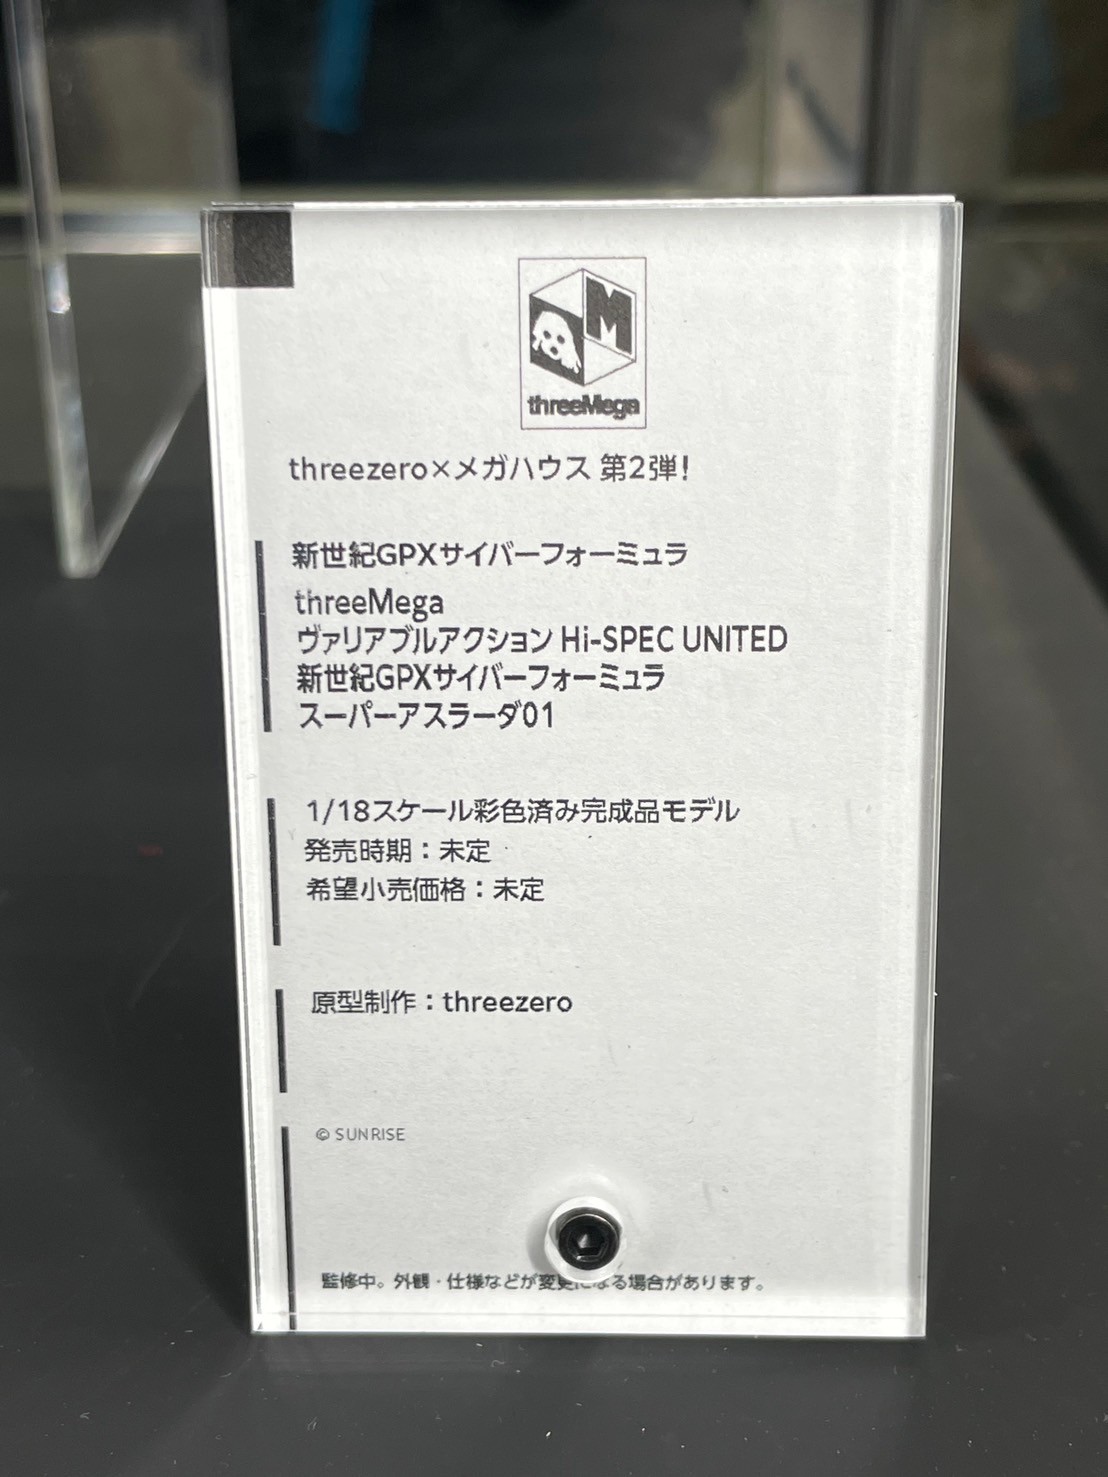 M
threeMega
threezero×メガハウス 第2弾!
新世紀GPXサイバーフォーミュラ
threeMega
ヴァリアブルアクション Hi-SPEC UNITED
新世紀GPXサイバーフォーミュラ
スーパーアスラーダ01
1/18スケール彩色済み完成品モデル
発売時期：未定
希望小売価格：未定
原型制作：threezero
© SUNRISE
監修中。外観・仕様などが変更になる場合があります。